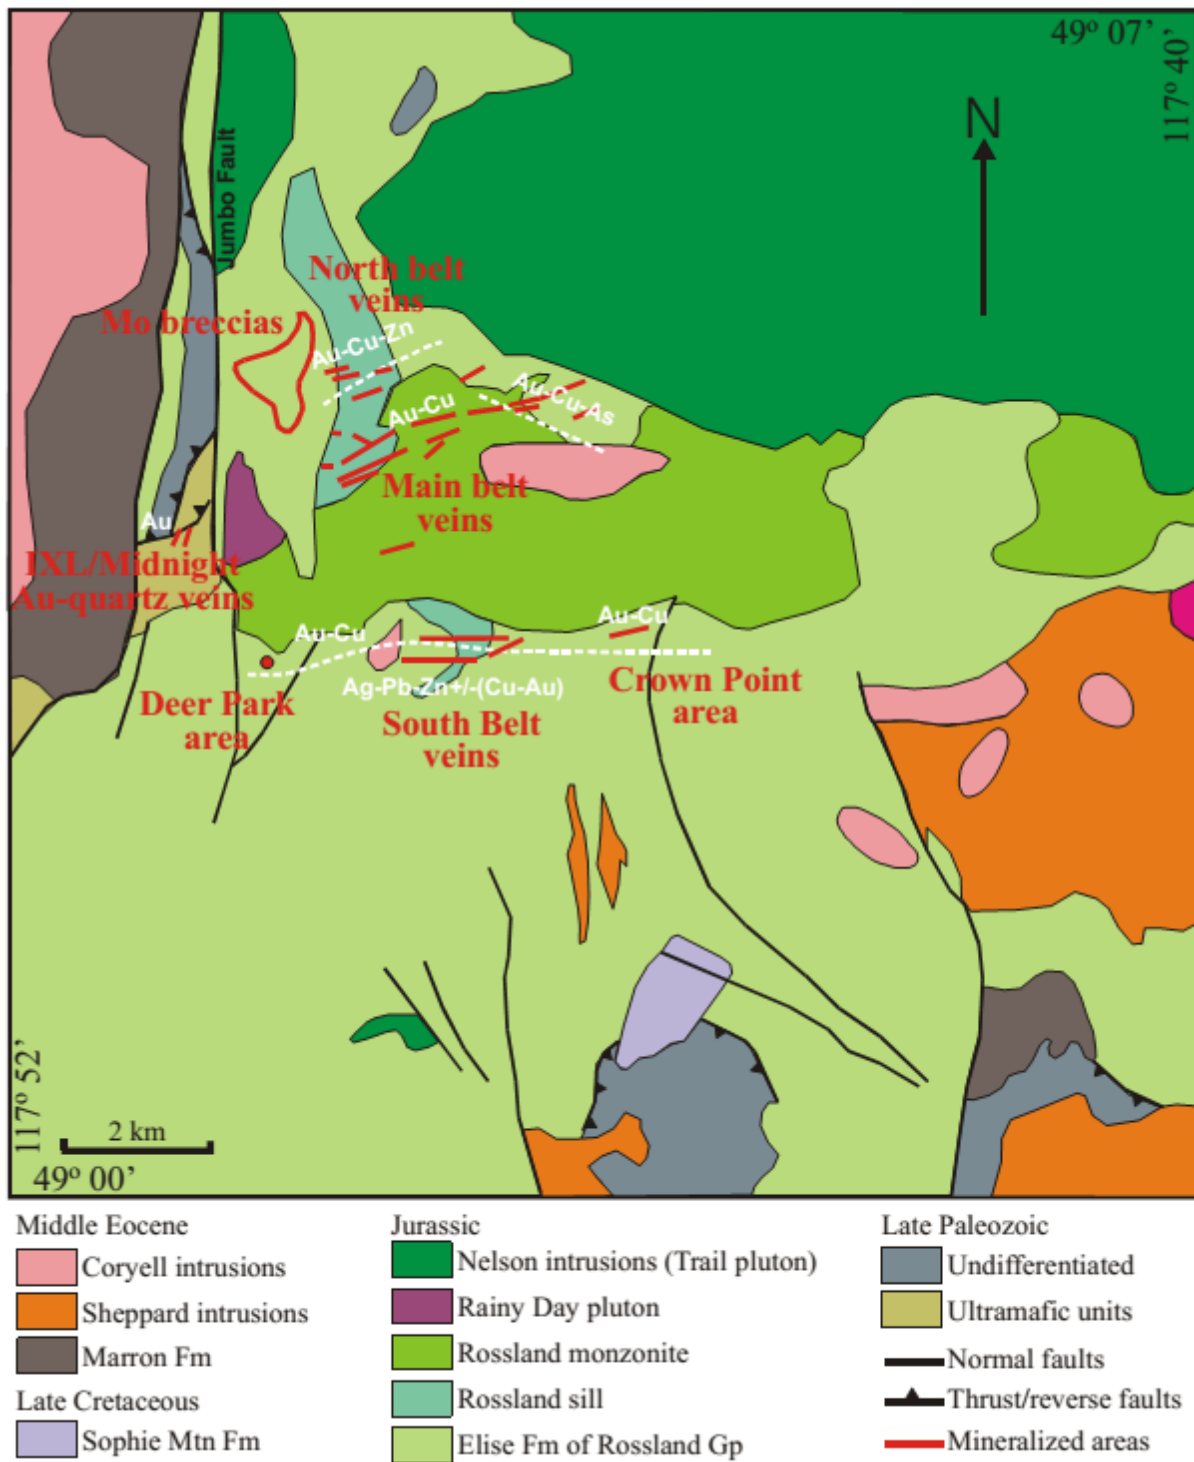 49º 07’
117º 40’
N
Jumbo Fault
North belt
veins
Mo breccias
Au-Cu-Zn
Au-Cu-As
Au-Cu
Main belt
veins
Au
IXL/Midnight
Au-quartz veins
Au-Cu
Au-Cu
Ag-Pb-Zn+/-(Cu-Au)
Deer Park
area
South Belt
veins
Crown Point
area
117º 52’
2 km
49º 00’
Middle Eocene
Coryell intrusions
Sheppard intrusions
Marron Fm
Late Cretaceous
Sophie Mtn Fm
Jurassic
Nelson intrusions (Trail pluton)
Rainy Day pluton
Rossland monzonite
Rossland sill
Elise Fm of Rossland Gp
Late Paleozoic
Undifferentiated
Ultramafic units
Normal faults
Thrust/reverse faults
Mineralized areas